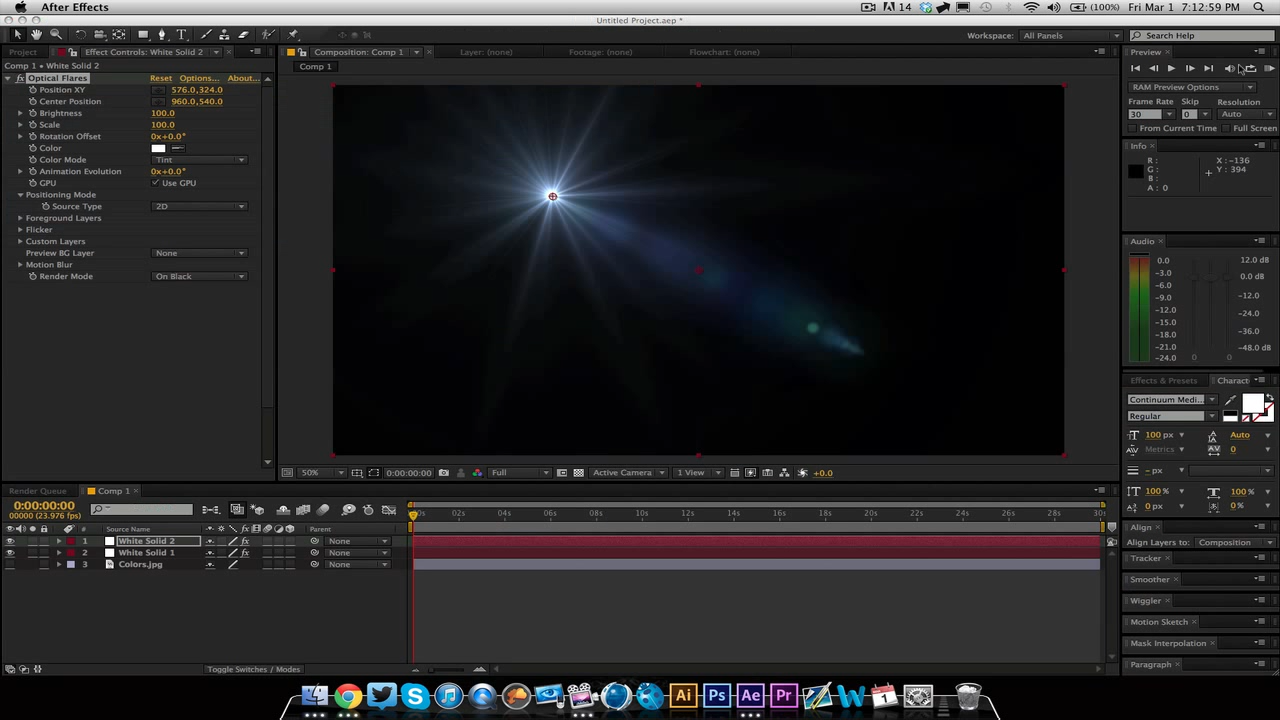 After Effects
14
(100%)
Fri Mar 1 7:12:59 PM
Untitled Project.aep *
Workspace: All Panels
Search Help
Project
Effect Controls: White Solid 2
Composition: Comp 1
Layer: (none)
Footage: (none)
Flowchart: (none)
Preview
Comp 1 • White Solid 2
Comp 1
Optical Flares
Reset
Options...
About...
Position XY
576.0,324.0
Center Position
960.0,540.0
Brightness
100.0
Scale
100.0
Rotation Offset
0x+0.0°
Color
Color Mode
Tint
Animation Evolution
0x+0.0°
GPU
Use GPU
Positioning Mode
Source Type
2D
Foreground Layers
Flicker
Custom Layers
Preview BG Layer
None
Motion Blur
Render Mode
On Black
RAM Preview Options
Frame Rate
Skip
Resolution
30
0
Auto
From Current Time
Full Screen
Info
R :
G :
B :
A : 0
X : -136
Y : 394
Audio
0.0
-3.0
-6.0
-9.0
-12.0
-15.0
-18.0
-21.0
-24.0
0
0
12.0 dB
0.0 dB
-12.0
-24.0
-36.0
-48.0 dB
Effects & Presets
Charact
Continuum Medi...
Regular
100 px
Auto
Metrics
0
- px
100 %
100 %
0 px
0 %
Align
Align Layers to: Composition
Tracker
Smoother
Wiggler
Motion Sketch
Mask Interpolation
Paragraph
50%
0:00:00:00
Full
Active Camera
1 View
+0.0
Render Queue
Comp 1
0:00:00:00
00000 (23.976 fps)
0s
02s
04s
06s
08s
10s
12s
14s
16s
18s
20s
22s
24s
26s
28s
30s
#
Source Name
Parent
1
White Solid 2
None
2
White Solid 1
None
3
Colors.jpg
None
Toggle Switches / Modes
Ai
Ps
Ae
Pr
W
1